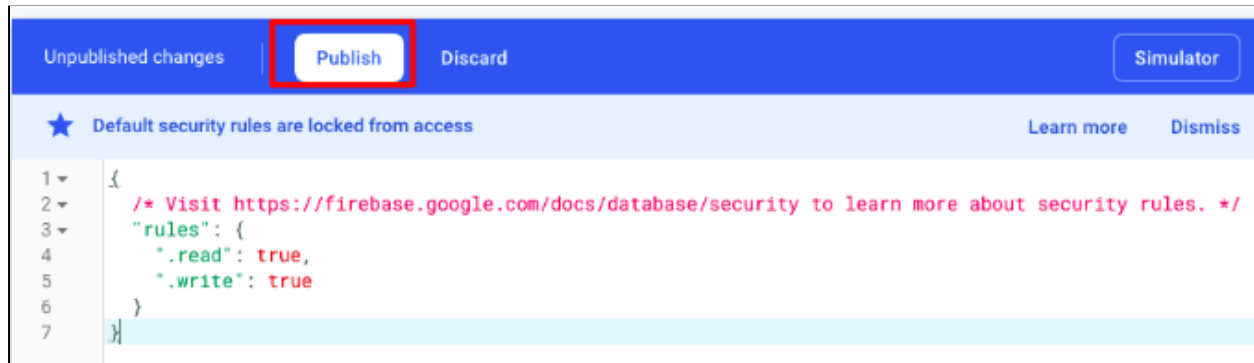 Unpublished changes Publish Discard Simulator
Default security rules are locked from access Learn more Dismiss
1 {
2 /* Visit https://firebase.google.com/docs/database/security to learn more about security rules. */
3 "rules": {
4 ".read": true,
5 ".write": true
6 }
7 }